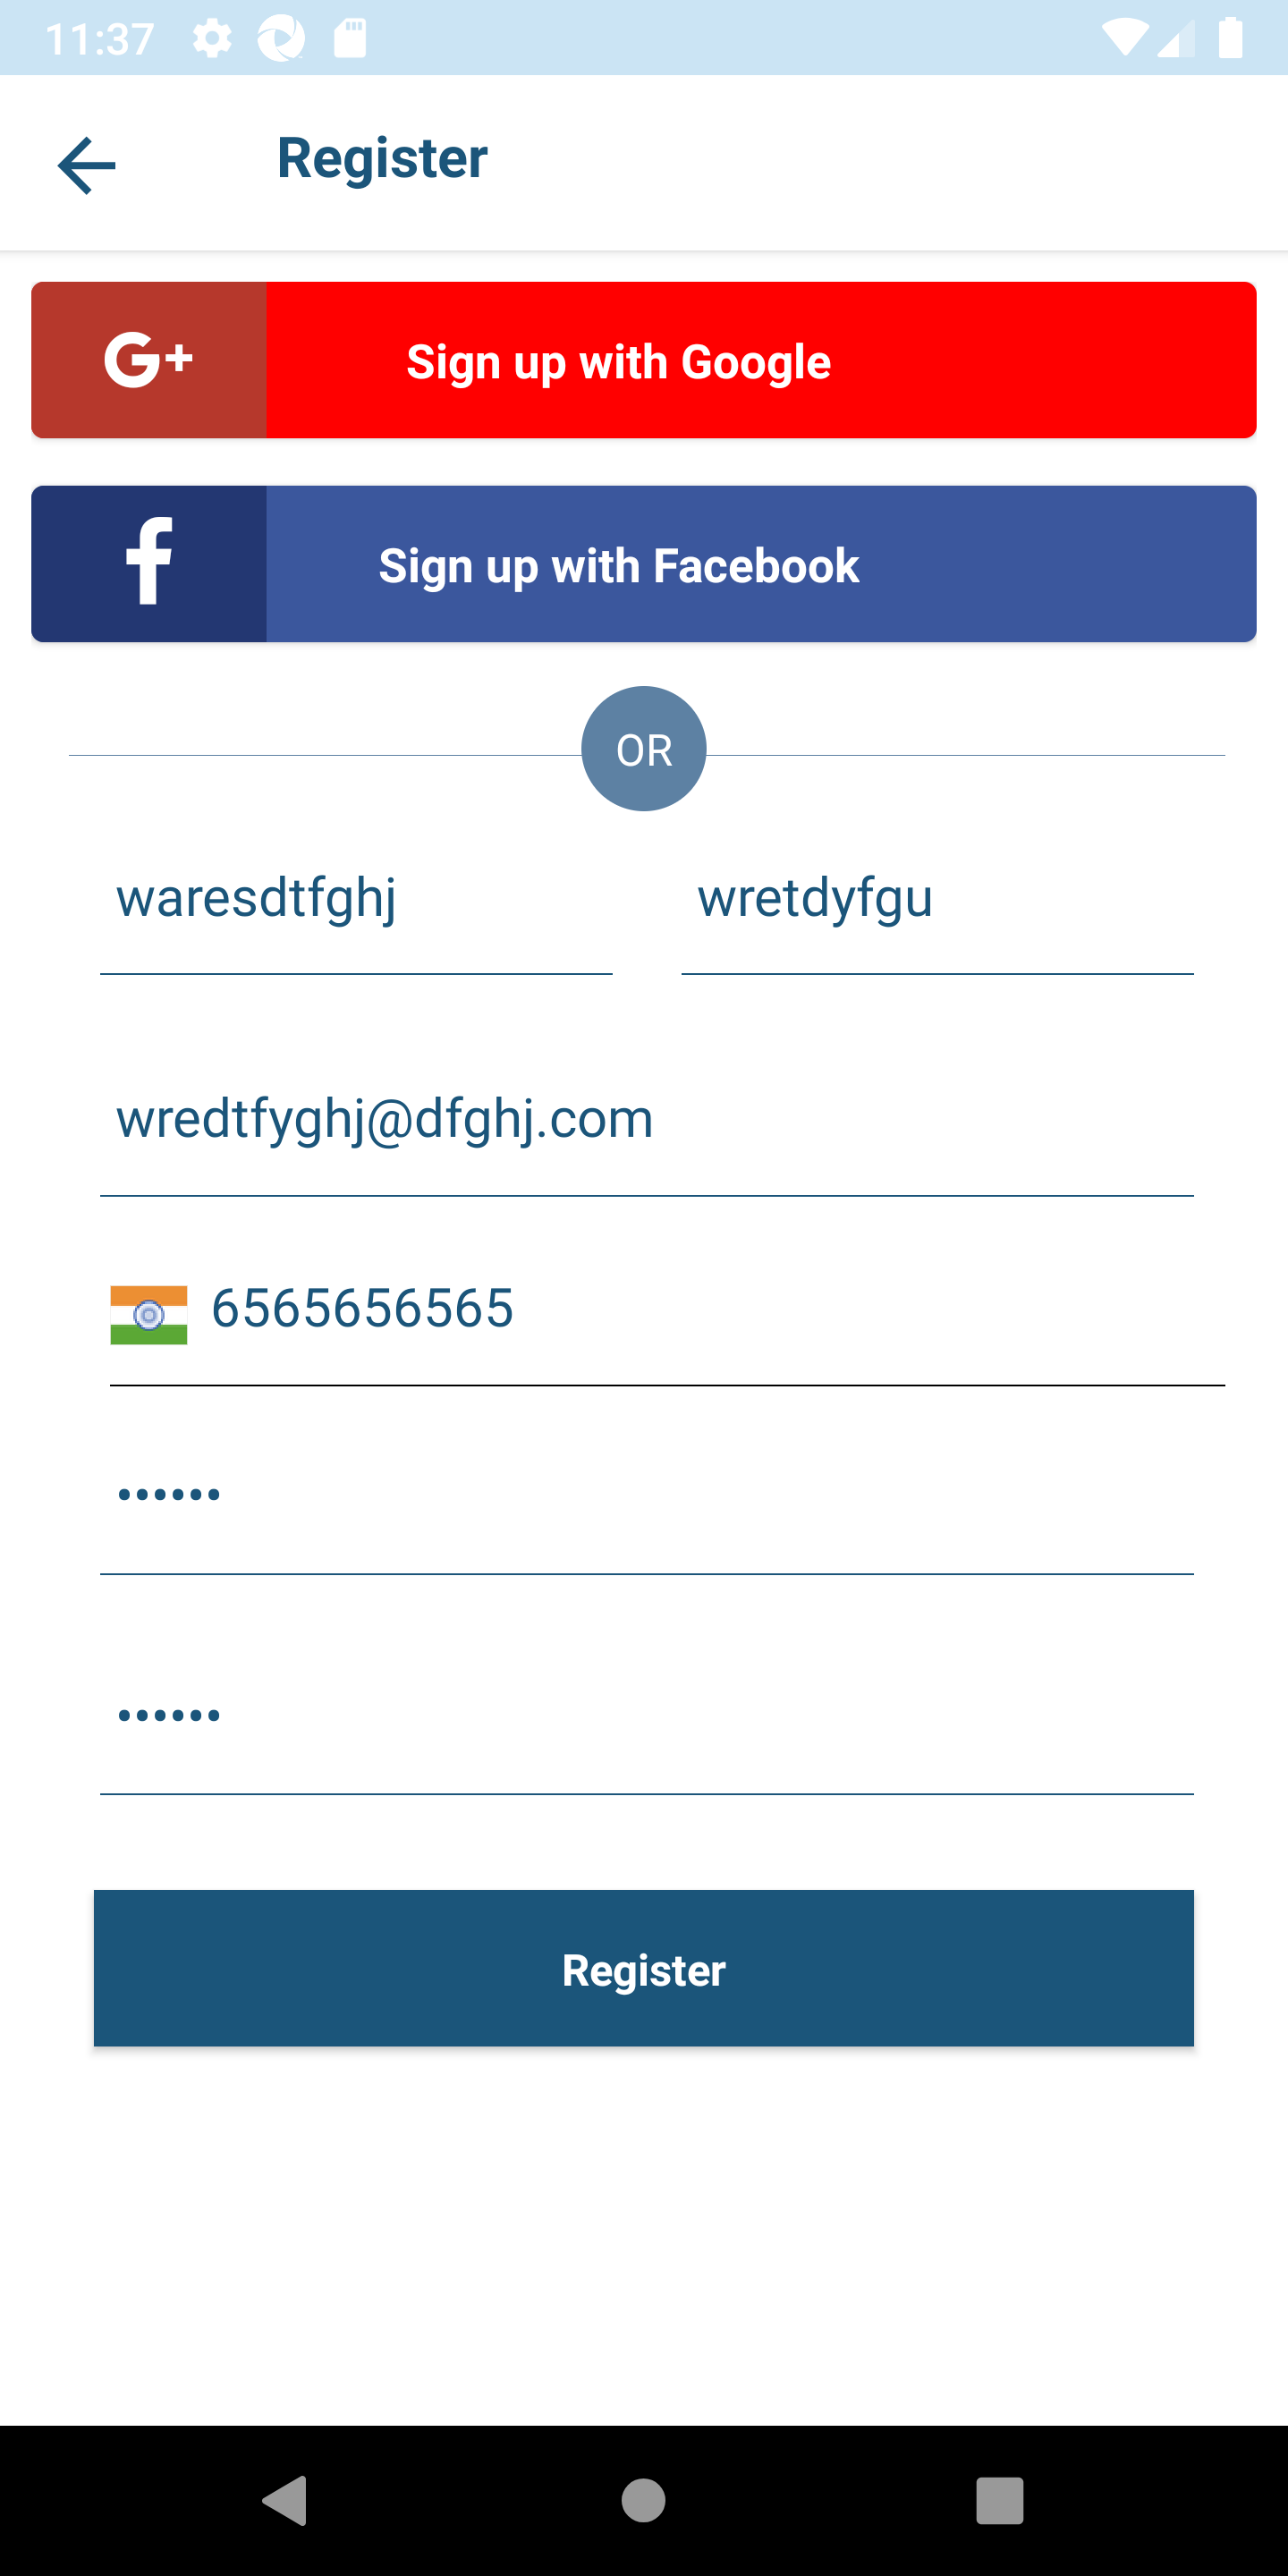 11:37
Register
G+ Sign up with Google
f Sign up with Facebook
OR
waresdtfghj wretdyfgu
wredtfyghj@dfghj.com
6565656565
••••••
••••••
Register